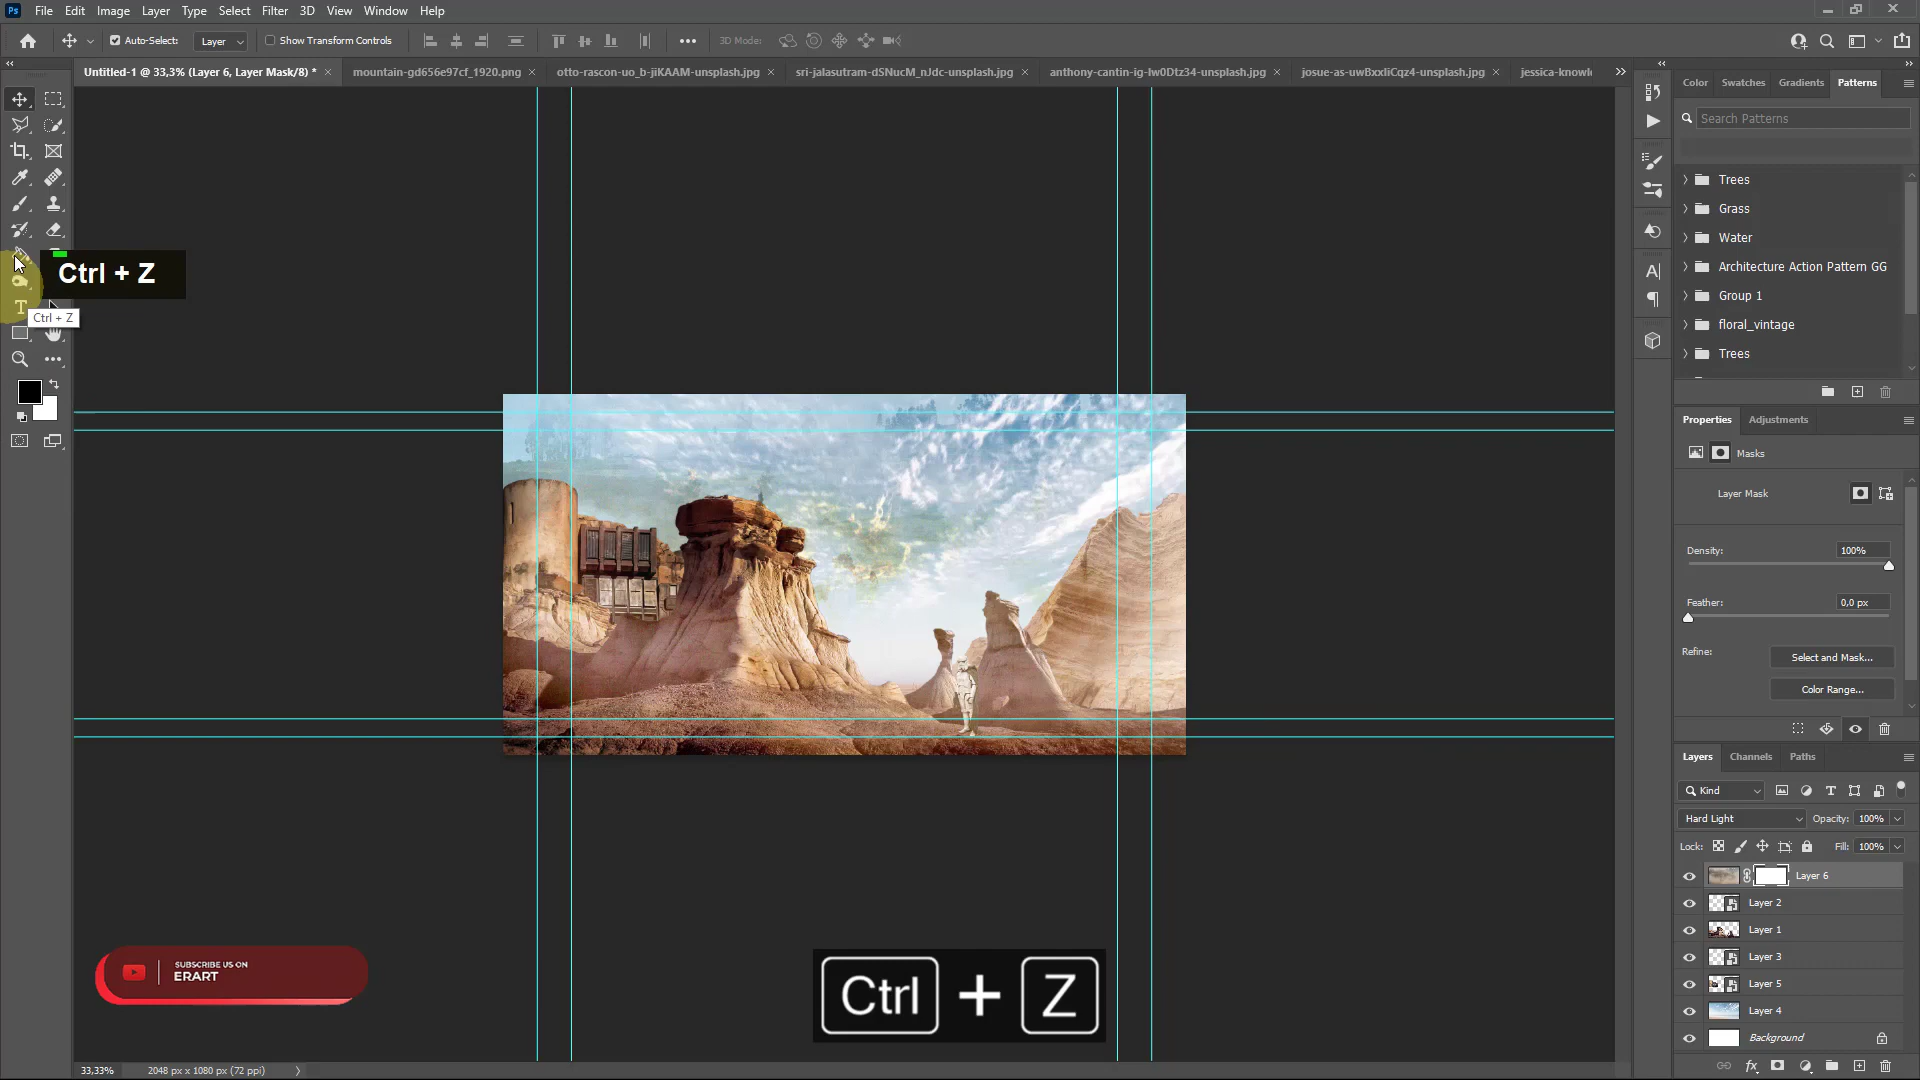 Ps File Edit Image Layer Type Select Filter 3D View Window Help
Auto-Select: Layer Show Transform Controls 3D Mode:
Untitled-1 @ 33,3% (Layer 6, Layer Mask/8) * mountain-gd656e97cf_1920.png otto-rascon-uo_b-jiKAAM-unsplash.jpg sri-jalasutram-dSNucM_nJdc-unsplash.jpg anthony-cantin-ig-lw0Dtz34-unsplash.jpg josue-as-uwBxxIiCqz4-unsplash.jpg jessica-knowl
Color Swatches Gradients Patterns
Search Patterns
Trees
Grass
Water
Architecture Action Pattern GG
Group 1
floral_vintage
Trees
Ctrl + Z
Ctrl + Z
Properties Adjustments
Masks
Layer Mask
Density: 100%
Feather: 0,0 px
Refine: Select and Mask...
Color Range...
Layers Channels Paths
Kind
Hard Light Opacity: 100%
Lock: Fill: 100%
Layer 6
Layer 2
Layer 1
Layer 3
Layer 5
Layer 4
Background
SUBSCRIBE US ON
ERART
Ctrl + Z
33,33% 2048 px x 1080 px (72 ppi)